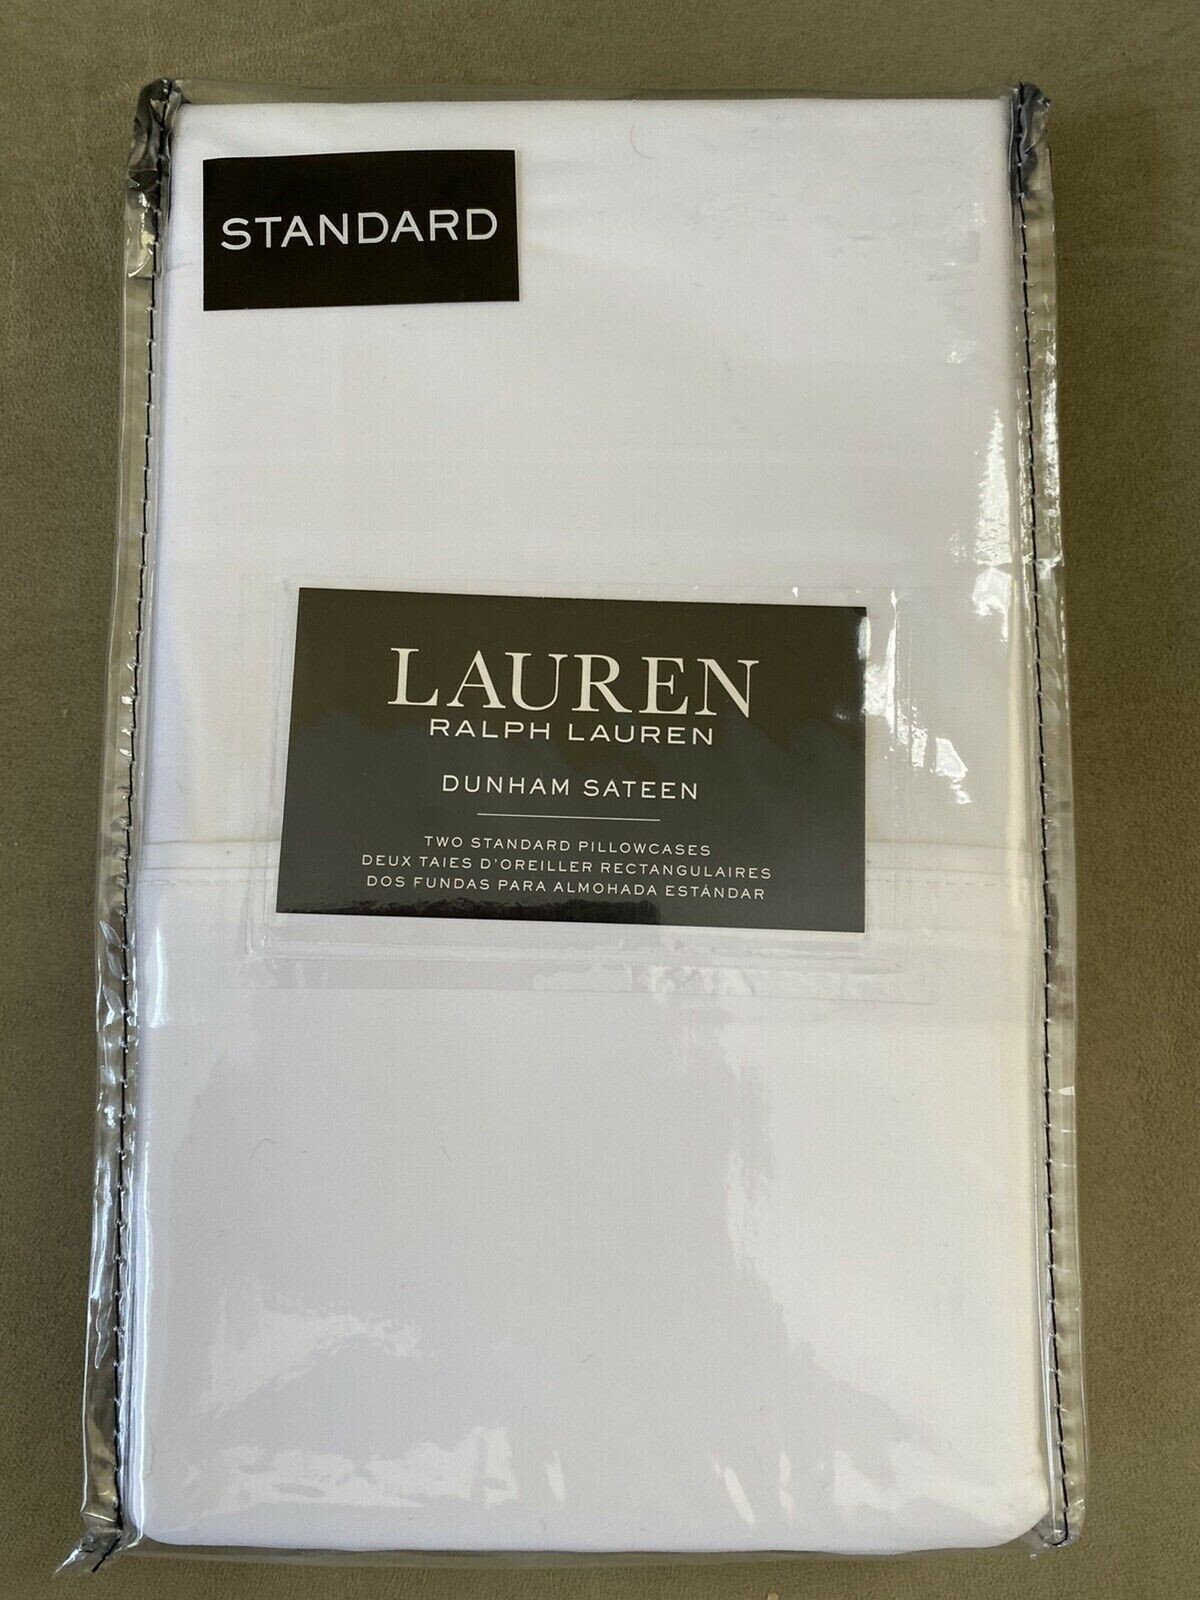 STANDARD
LAUREN
RALPH LAUREN
DUNHAM SATEEN
TWO STANDARD PILLOWCASES
DEUX TAIES D'OREILLER RECTANGULAIRES
DOS FUNDAS PARA ALMOHADA ESTÁNDAR